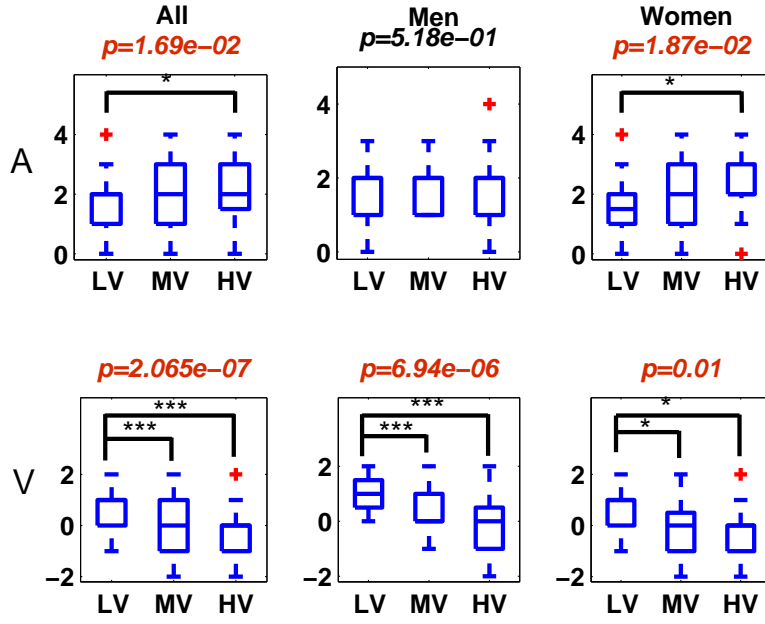 All Men Women
p=1.69e−02 p=5.18e−01 p=1.87e−02
* *
A
4 4 4
2 2 2
0 0 0
LV MV HV LV MV HV LV MV HV
p=2.065e−07 p=6.94e−06 p=0.01
*** *** *
*** *** *
V
2 2 2
0 0 0
−2 −2 −2
LV MV HV LV MV HV LV MV HV